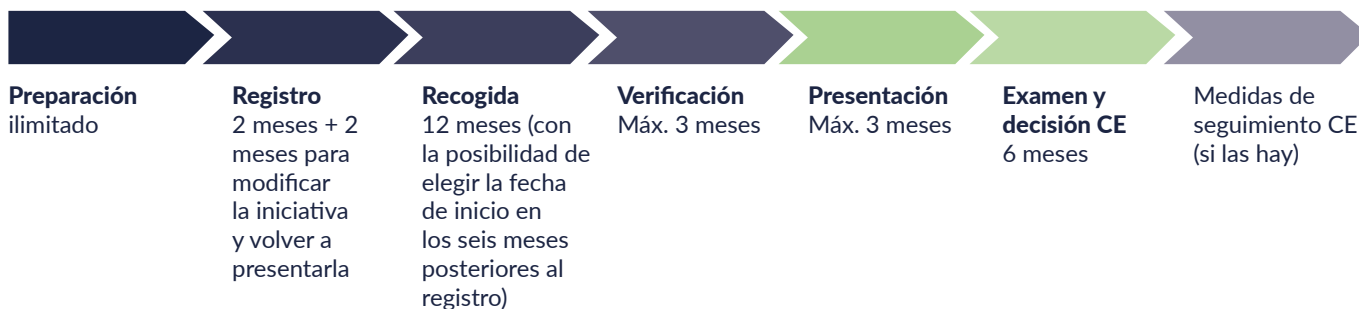 Preparación
ilimitado
Registro
2 meses + 2
meses para
modificar
la iniciativa
y volver a
presentarla
Recogida
12 meses (con
la posibilidad de
elegir la fecha
de inicio en
los seis meses
posteriores al
registro)
Verificación
Máx. 3 meses
Presentación
Máx. 3 meses
Examen y
decisión CE
6 meses
Medidas de
seguimiento CE
(si las hay)